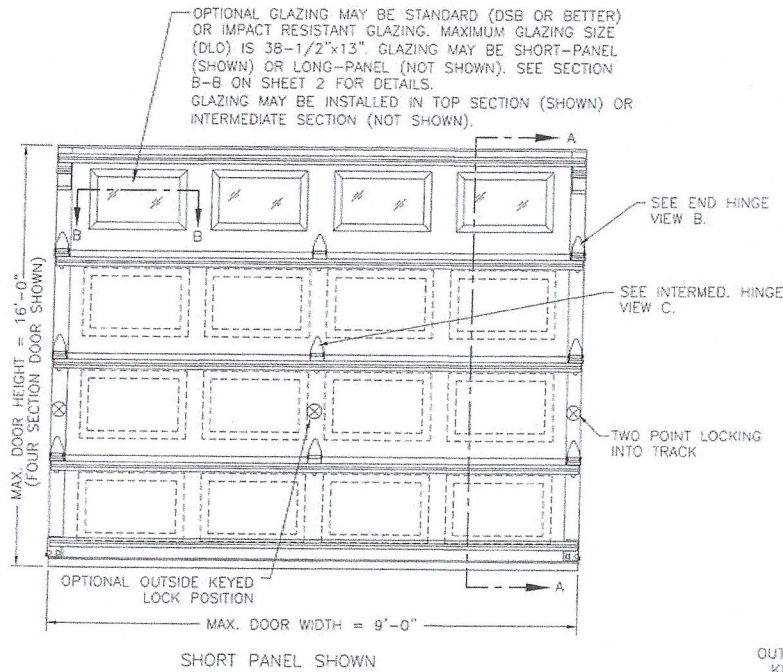 OPTIONAL GLAZING MAY BE STANDARD (DSB OR BETTER)
OR IMPACT RESISTANT GLAZING. MAXIMUM GLAZING SIZE
(DLO) IS 38-1/2"x13". GLAZING MAY BE SHORT-PANEL
(SHOWN) OR LONG-PANEL (NOT SHOWN). SEE SECTION
B-B ON SHEET 2 FOR DETAILS.
GLAZING MAY BE INSTALLED IN TOP SECTION (SHOWN) OR
INTERMEDIATE SECTION (NOT SHOWN).
A
SEE END HINGE
VIEW B.
B
B
SEE INTERMED. HINGE
VIEW C.
MAX. DOOR HEIGHT = 16'-0"
(FOUR SECTION DOOR SHOWN)
TWO POINT LOCKING
INTO TRACK
OPTIONAL OUTSIDE KEYED
LOCK POSITION
A
MAX. DOOR WIDTH = 9'-0"
SHORT PANEL SHOWN
OUT